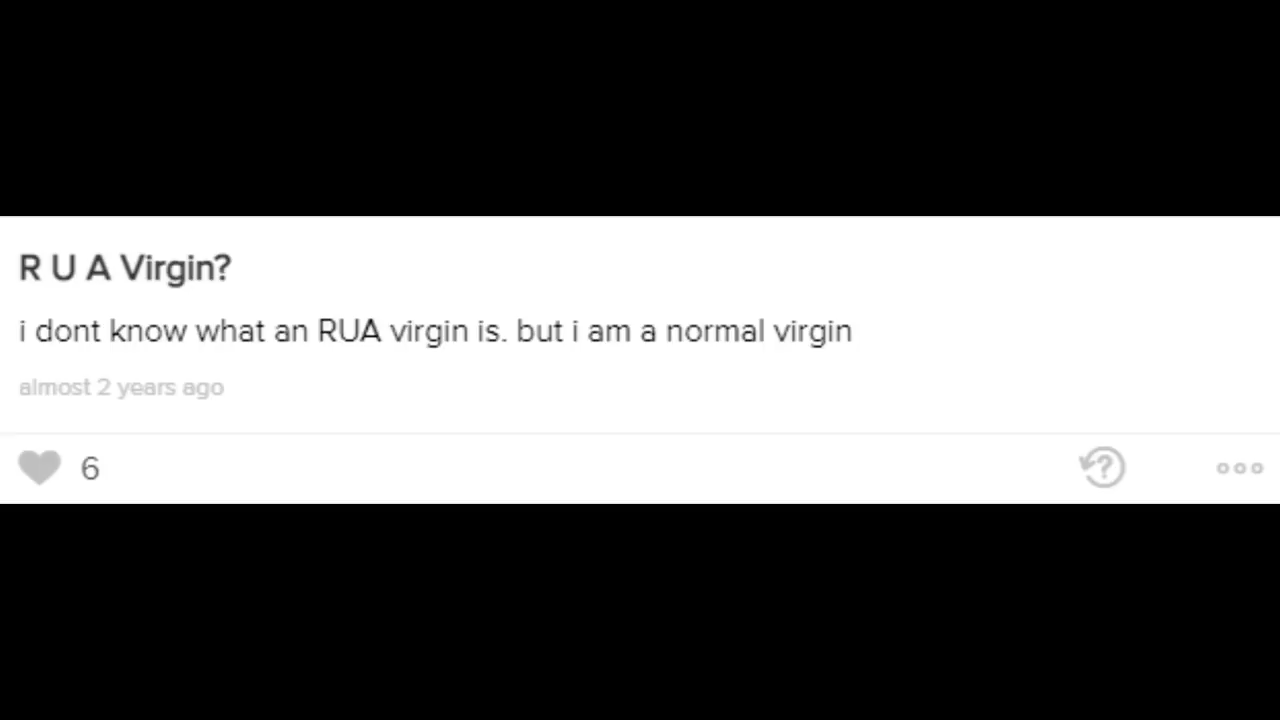 R U A Virgin?
i dont know what an RUA virgin is. but i am a normal virgin
almost 2 years ago
6